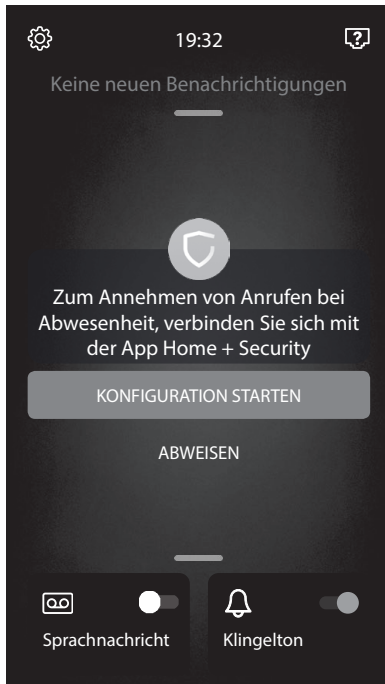 19:32
Keine neuen Benachrichtigungen
Zum Annehmen von Anrufen bei
Abwesenheit, verbinden Sie sich mit
der App Home + Security
KONFIGURATION STARTEN
ABWEISEN
Sprachnachricht
Klingelton